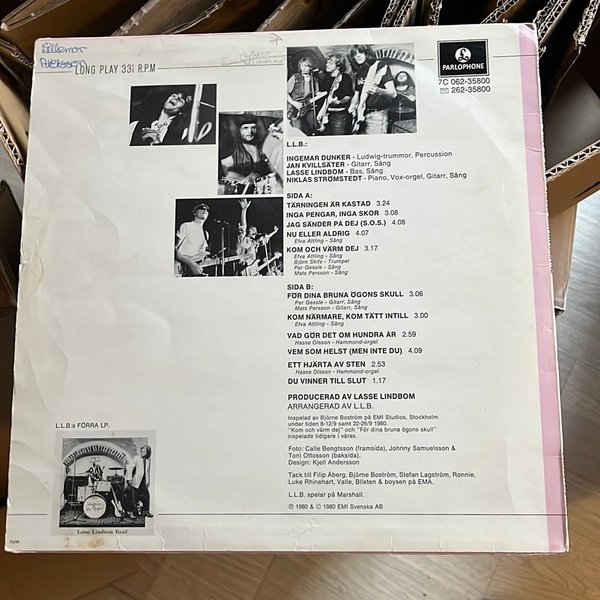 LONG PLAY 33⅓ R.P.M
PARLOPHONE
7C 062-35800
262-35800
L.L.B.:
INGEMAR DUNKER - Ludwig-trummor, Percussion
JAN KVILLSÄTER - Gitarr, Sång
LASSE LINDBOM - Bas, Sång
NIKLAS STRÖMSTEDT - Piano, Vox-orgel, Gitarr, Sång
SIDA A:
TÄRNINGEN ÄR KASTAD 3.24
INGA PENGAR, INGA SKOR 3.08
JAG SÄNDER PÅ DEJ (S.O.S.) 4.08
NU ELLER ALDRIG 4.07
Efva Attling - Sång
KOM OCH VÄRM DEJ 3.17
Efva Attling - Sång
Björn Skifs - Trumpet
Per Gessle - Sång
Mats Persson - Sång
SIDA B:
FÖR DINA BRUNA ÖGONS SKULL 3.06
Per Gessle - Gitarr, Sång
Mats Persson - Gitarr, Sång
KOM NÄRMARE, KOM TÄTT INTILL 3.00
Efva Attling - Sång
VAD GÖR DET OM HUNDRA ÅR 2.59
Hasse Olsson - Hammond-orgel
VEM SOM HELST (MEN INTE DU) 4.09
ETT HJÄRTA AV STEN 2.53
Hasse Olsson - Hammond-orgel
DU VINNER TILL SLUT 1.17
PRODUCERAD AV LASSE LINDBOM
ARRANGERAD AV L.L.B.
Inspelad av Björne Boström på EMI Studios, Stockholm
under tiden 8-12/9 samt 22-26/9 1980.
"Kom och värm dej" och "För dina bruna ögons skull"
inspelade tidigare i våras.
Foto: Calle Bengtsson (framsida), Johnny Samuelsson &
Toni Ottosson (baksida).
Design: Kjell Andersson
Tack till Filip Åberg, Björne Boström, Stefan Lagström, Ronnie,
Luke Rhinehart, Valle, Blixten & boysen på EMA.
L.L.B. spelar på Marshall.
℗ 1980 & © 1980 EMI Svenska AB
L.L.B:s FÖRRA LP.
Lasse Lindbom Band